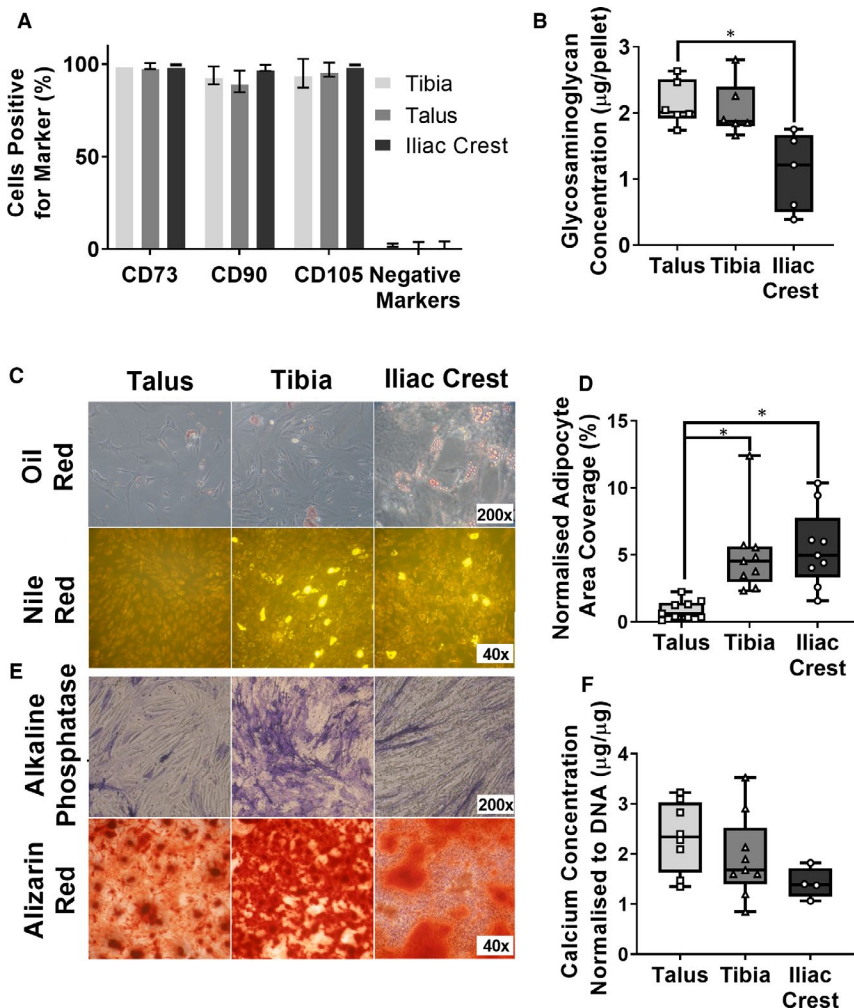 A
Cells Positive
for Marker (%)
100
50
0
CD73
CD90
CD105
Negative
Markers
Tibia
Talus
Iliac Crest
B
Glycosaminoglycan
Concentration (µg/pellet)
3
2
1
0
*
Talus
Tibia
Iliac
Crest
C
Talus
Tibia
Iliac Crest
Oil
Red
200x
Nile
Red
40x
D
Normalised Adipocyte
Area Coverage (%)
15
10
5
0
*
*
Talus
Tibia
Iliac
Crest
E
Alkaline
Phosphatase
200x
Alizarin
Red
40x
F
Calcium Concentration
Normalised to DNA (µg/µg)
4
3
2
1
0
Talus
Tibia
Iliac
Crest